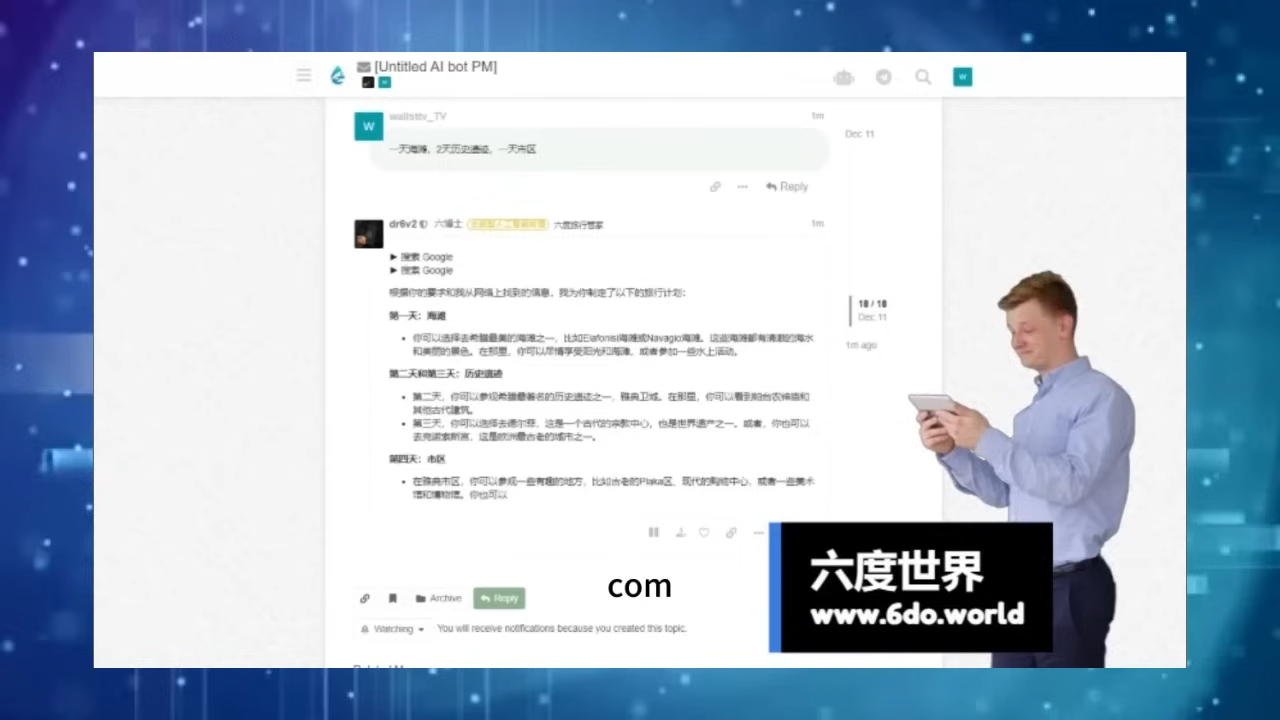 [Untitled AI bot PM]
W
W
wallsttv_TV
1m
一天海滩，2天历史遗迹，一天市区
Dec 11
Reply
dr6v2
六博士
六度旅行管家
1m
▶ 搜索 Google
▶ 搜索 Google
根据你的要求和我从网络上找到的信息，我为你制定了以下的旅行计划：
第一天：海滩
• 你可以选择去希腊最美的海滩之一，比如Elafonisi海滩或Navagio海滩。这些海滩都有清澈的海水
和美丽的景色。在那里，你可以尽情享受阳光和海滩，或者参加一些水上活动。
第二天和第三天：历史遗迹
• 第二天，你可以参观希腊最著名的历史遗迹之一，雅典卫城。在那里，你可以看到帕台农神庙和
其他古代建筑。
• 第三天，你可以选择去德尔菲，这是一个古代的宗教中心，也是世界遗产之一。或者，你也可以
去克诺索斯宫，这是欧洲最古老的城市之一。
第四天：市区
• 在雅典市区，你可以参观一些有趣的地方，比如古老的Plaka区、现代的购物中心，或者一些美术
馆和博物馆。你也可以
18 / 18
Dec 11
1m ago
com
Archive
Reply
Watching
You will receive notifications because you created this topic.
六度世界
www.6do.world